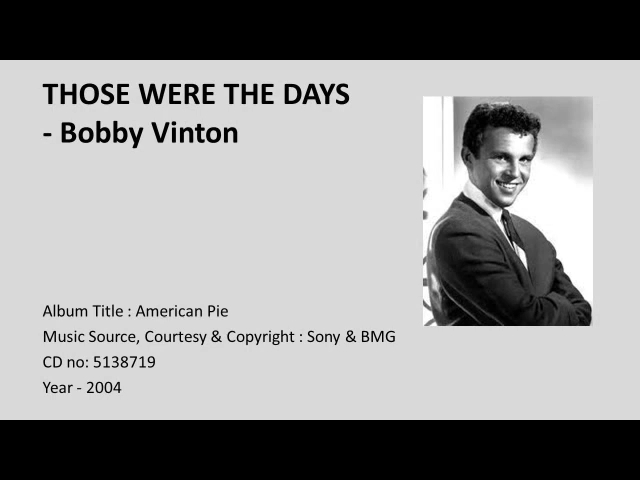 THOSE WERE THE DAYS
- Bobby Vinton
Album Title : American Pie
Music Source, Courtesy & Copyright : Sony & BMG
CD no: 5138719
Year - 2004